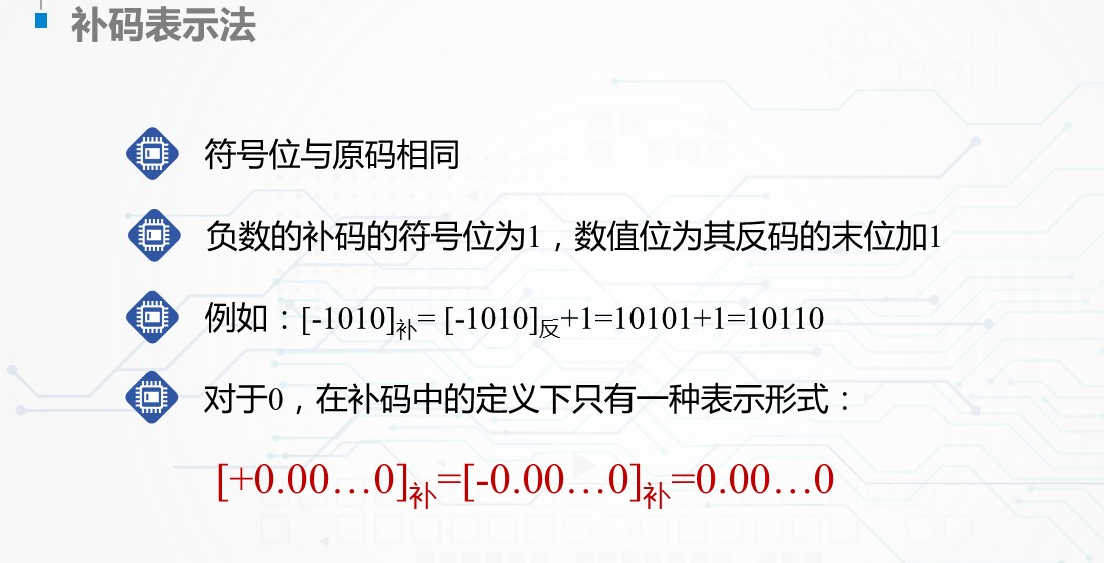 补码表示法
符号位与原码相同
负数的补码的符号位为1，数值位为其反码的末位加1
例如：[-1010]补= [-1010]反+1=10101+1=10110
对于0，在补码中的定义下只有一种表示形式：
[+0.00…0]补=[-0.00…0]补=0.00…0